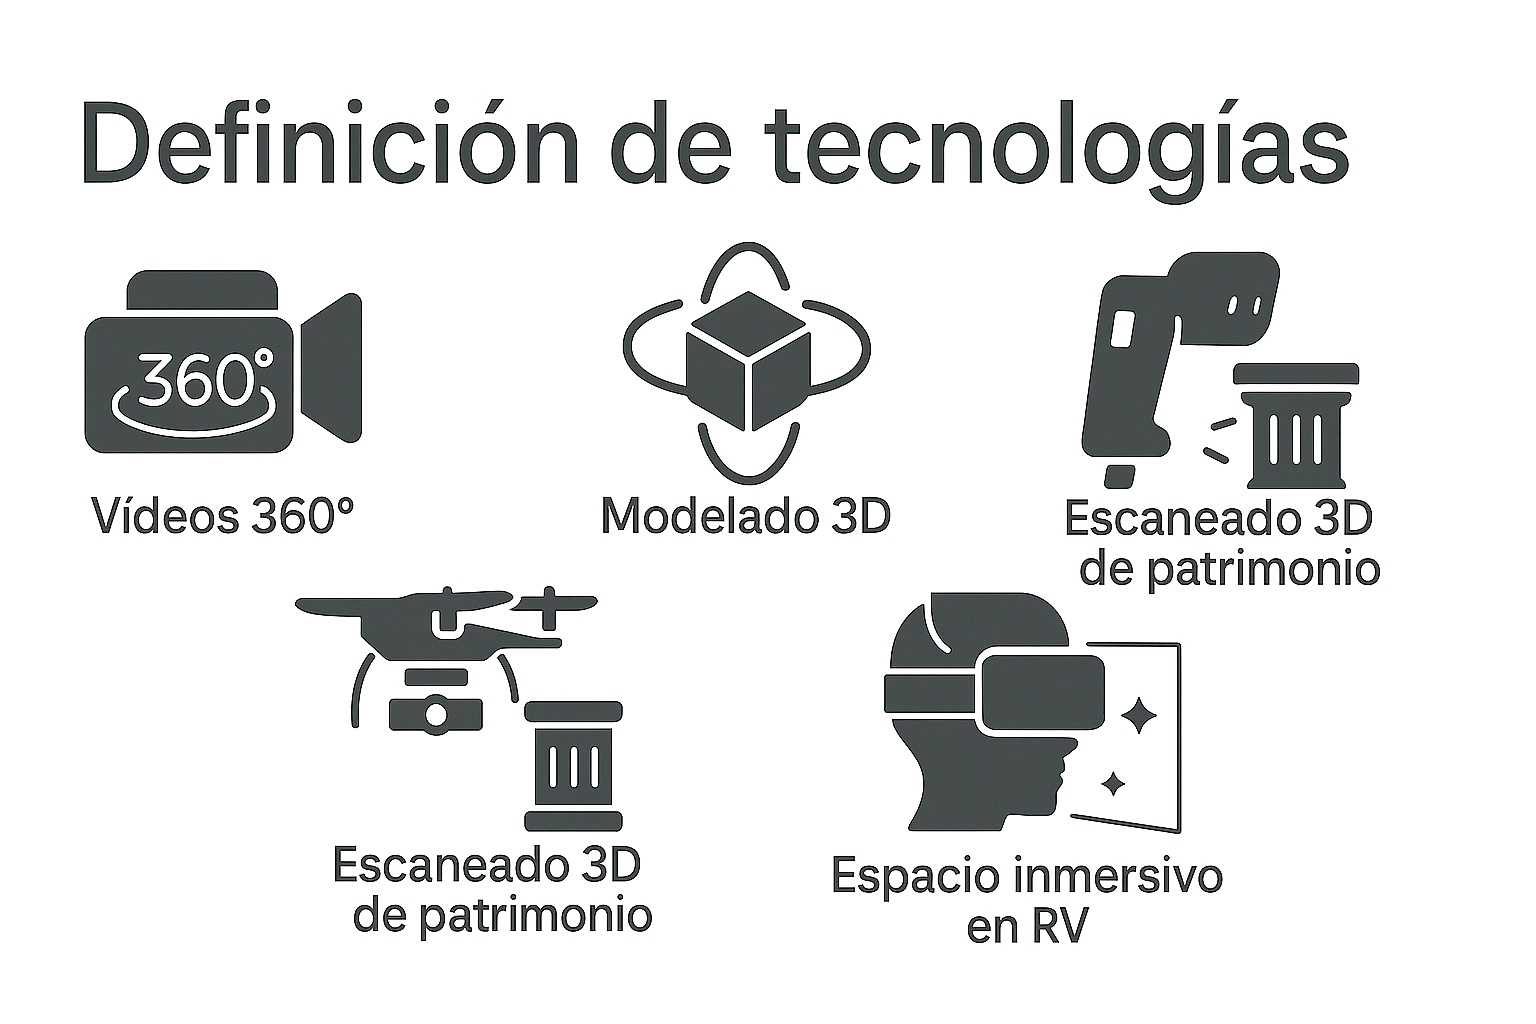 Definición de tecnologías
360°
Vídeos 360°
Modelado 3D
Escaneado 3D
de patrimonio
Escaneado 3D
de patrimonio
Espacio inmersivo
en RV